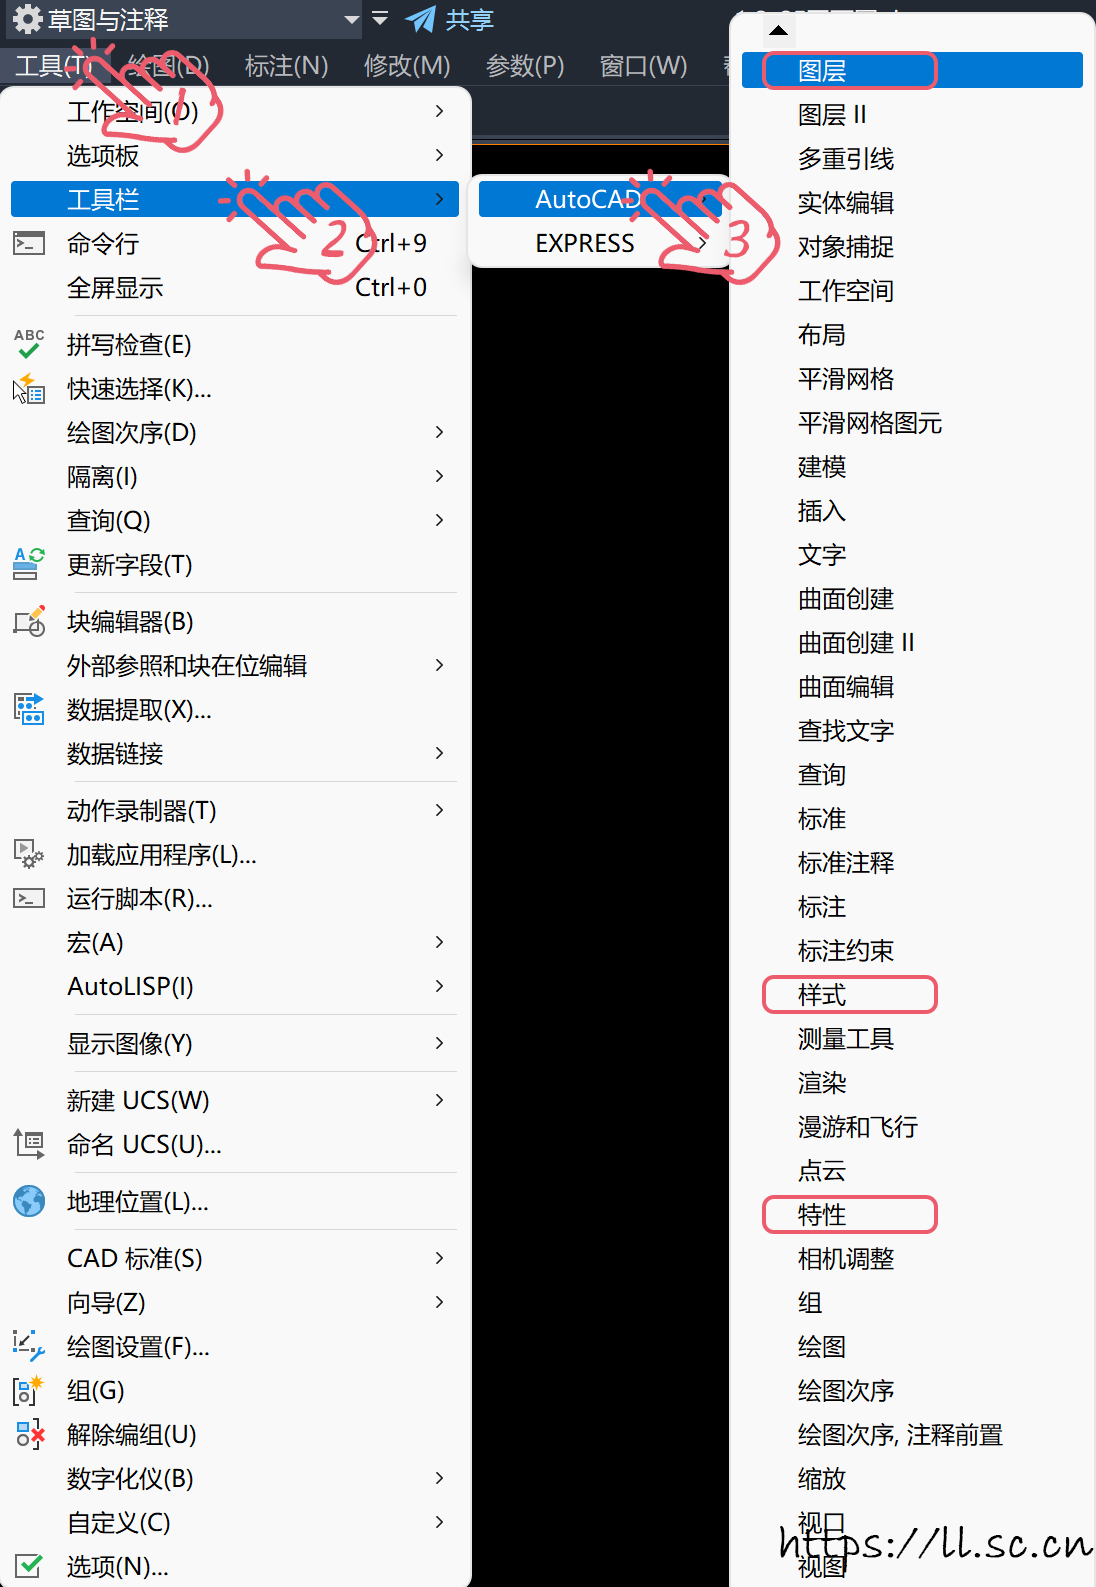 草图与注释
共享
工具(T)
绘图(D)
标注(N)
修改(M)
参数(P)
窗口(W)
工作空间(O)
选项板
工具栏
命令行 Ctrl+9
全屏显示 Ctrl+0
ABC
拼写检查(E)
快速选择(K)...
绘图次序(D)
隔离(I)
查询(Q)
A
更新字段(T)
块编辑器(B)
外部参照和块在位编辑
数据提取(X)...
数据链接
动作录制器(T)
加载应用程序(L)...
运行脚本(R)...
宏(A)
AutoLISP(I)
显示图像(Y)
新建 UCS(W)
命名 UCS(U)...
地理位置(L)...
CAD 标准(S)
向导(Z)
绘图设置(F)...
组(G)
解除编组(U)
数字化仪(B)
自定义(C)
选项(N)...
1
2
AutoCAD
EXPRESS
3
图层
图层 II
多重引线
实体编辑
对象捕捉
工作空间
布局
平滑网格
平滑网格图元
建模
插入
文字
曲面创建
曲面创建 II
曲面编辑
查找文字
查询
标准
标准注释
标注
标注约束
样式
测量工具
渲染
漫游和飞行
点云
特性
相机调整
组
绘图
绘图次序
绘图次序, 注释前置
缩放
视口
视图
https://ll.sc.cn